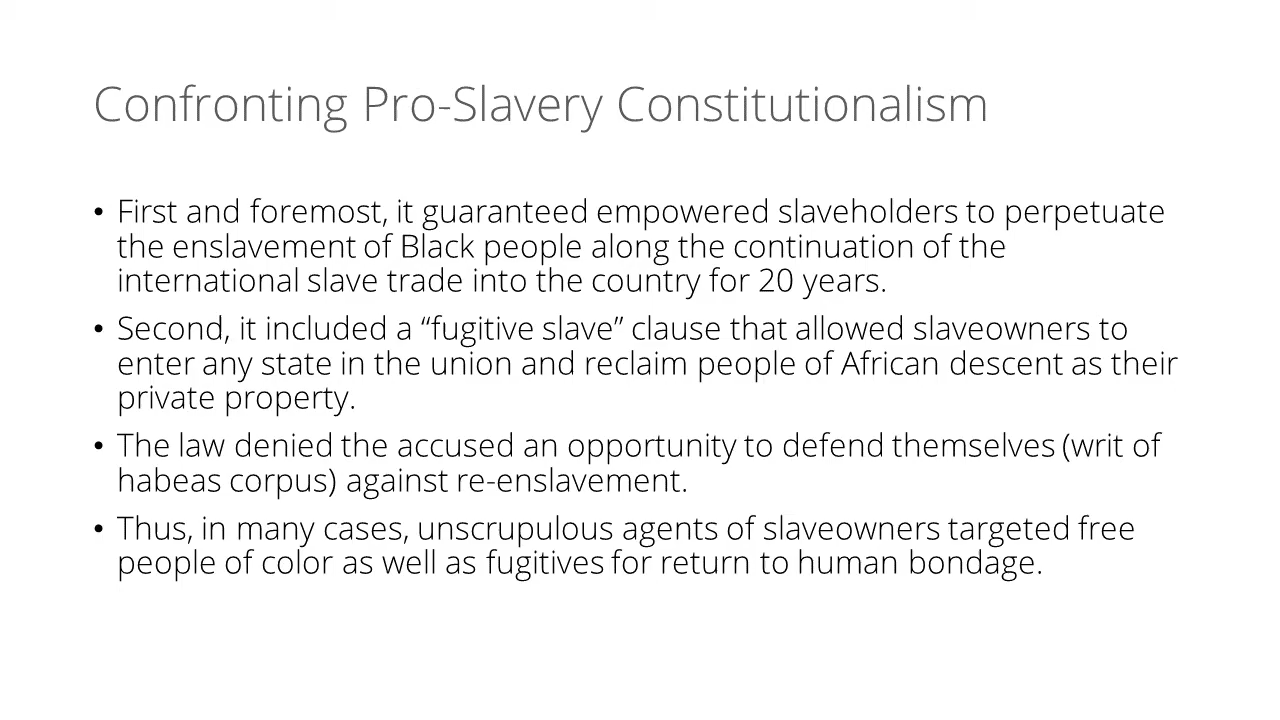 Confronting Pro-Slavery Constitutionalism
• First and foremost, it guaranteed empowered slaveholders to perpetuate
the enslavement of Black people along the continuation of the
international slave trade into the country for 20 years.
• Second, it included a “fugitive slave” clause that allowed slaveowners to
enter any state in the union and reclaim people of African descent as their
private property.
• The law denied the accused an opportunity to defend themselves (writ of
habeas corpus) against re-enslavement.
• Thus, in many cases, unscrupulous agents of slaveowners targeted free
people of color as well as fugitives for return to human bondage.